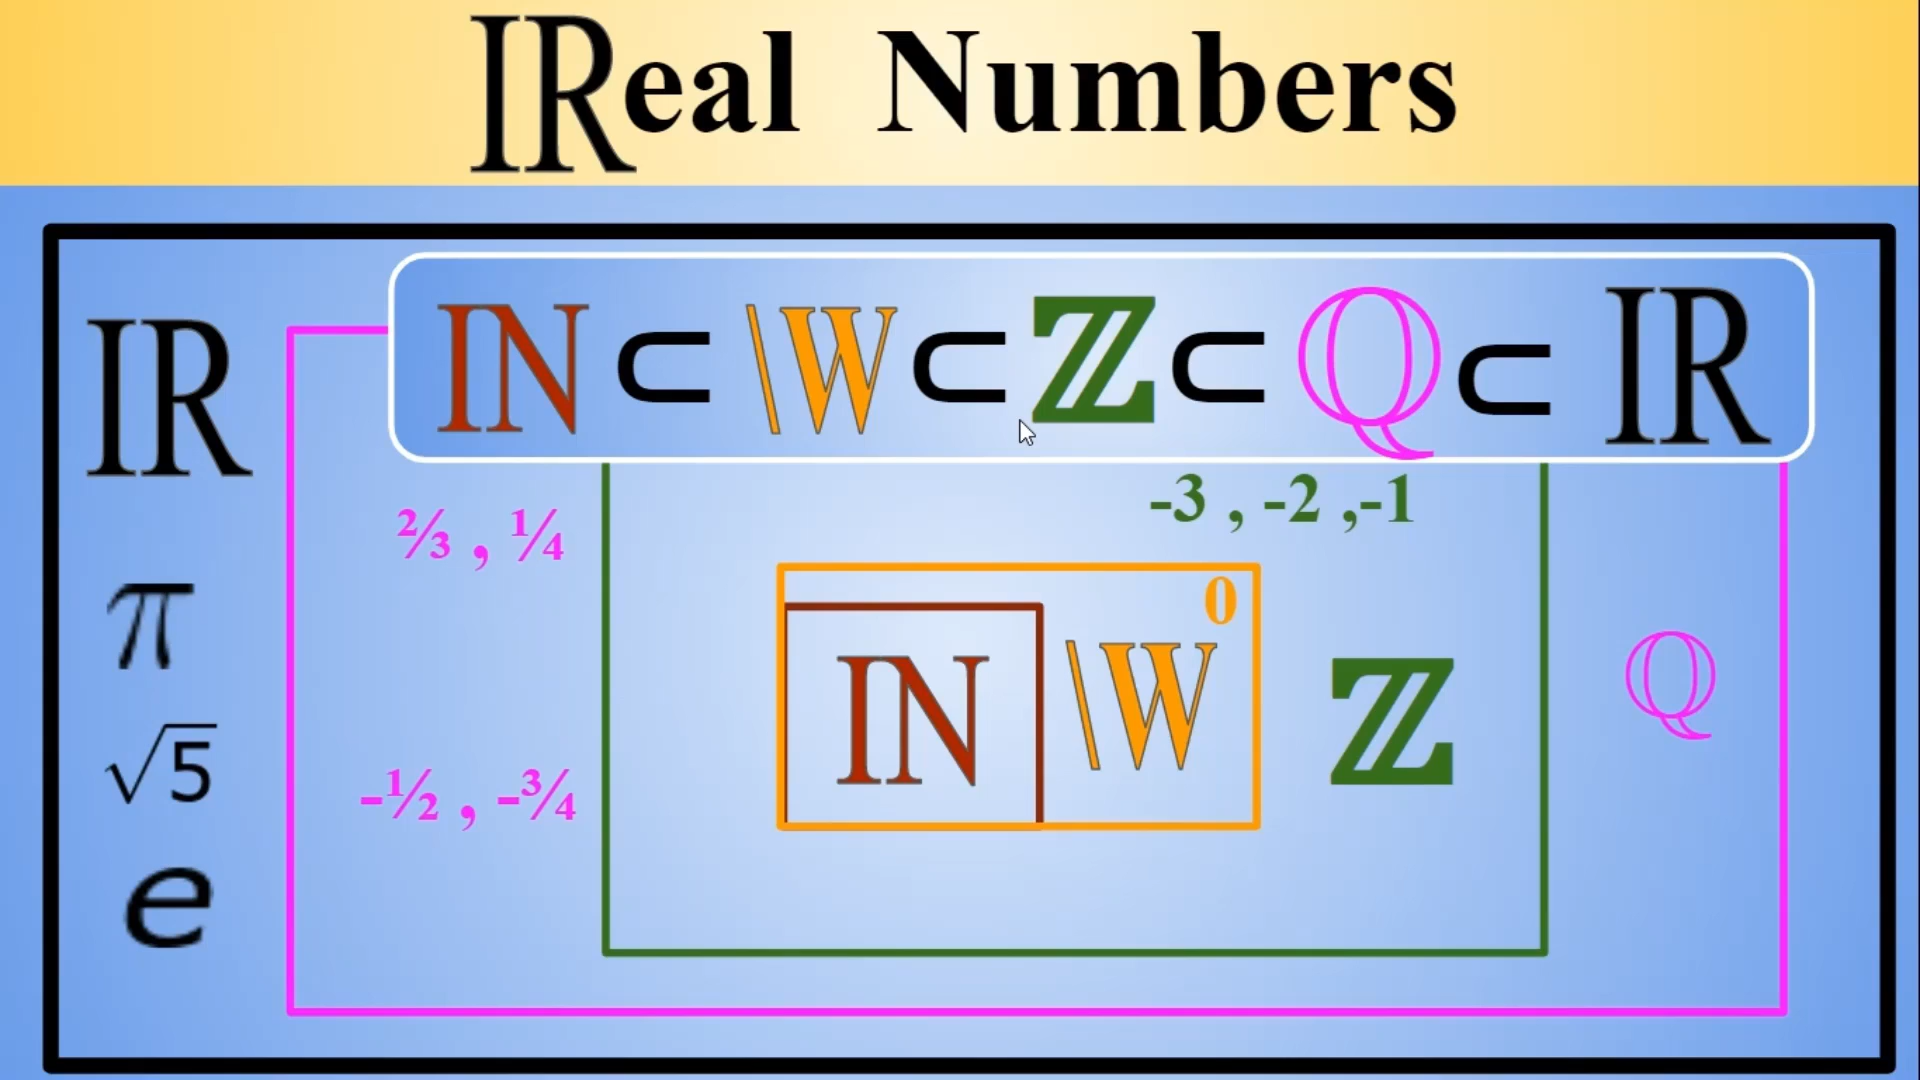 ℝeal Numbers
ℕ ⊂ 𝕎 ⊂ ℤ ⊂ ℚ ⊂ ℝ
ℝ
-3 , -2 ,-1
⅔ , ¼
0
π
ℕ 𝕎 ℤ ℚ
√5
-½ , -¾
e